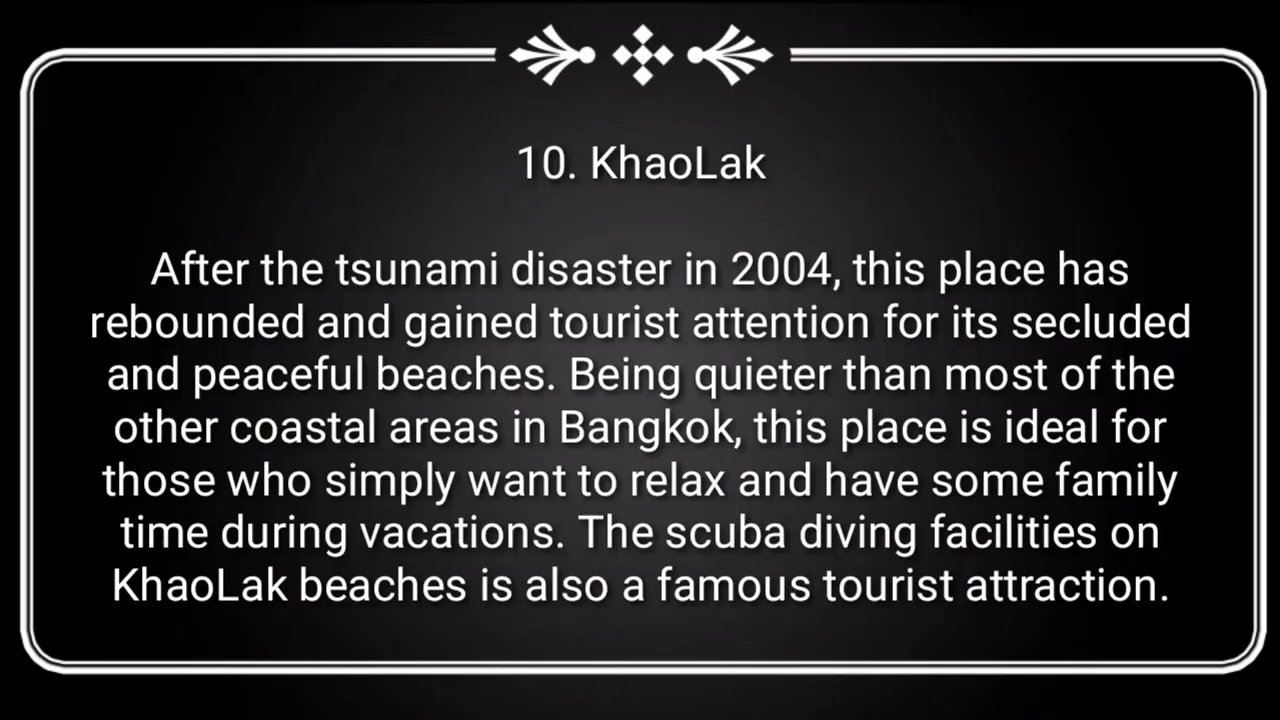 10. KhaoLak
After the tsunami disaster in 2004, this place has
rebounded and gained tourist attention for its secluded
and peaceful beaches. Being quieter than most of the
other coastal areas in Bangkok, this place is ideal for
those who simply want to relax and have some family
time during vacations. The scuba diving facilities on
KhaoLak beaches is also a famous tourist attraction.